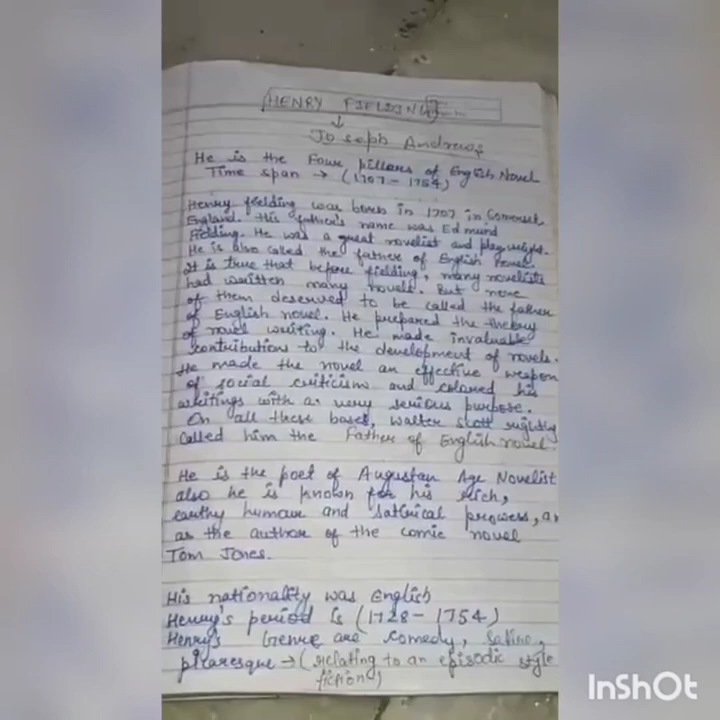 HENRY FIELDING
Joseph Andrews
He is the Four pillars of English Novel
Time span → (1707 - 1754)
Henry fielding was born in 1707 in Somerset
England. His father's name was Edmund
Fielding. He was a great novelist and playwright.
He is also called the father of English Novel.
It is true that before fielding, many novelists
had written many novels. But none
of them deserved to be called the father
of English novel. He prepared the theory
of novel writing. He made invaluable
contributions to the development of novels.
He made the novel an effective weapon
of social criticism and colored his
writings with a very serious purpose.
On all these bases, walter Scott rightly
called him the Father of English novel.
He is the poet of Augustan Age Novelist
also he is known for his rich,
earthy humour and satirical prowess, as
as the author of the comic novel
Tom Jones.
His nationality was English
Henry's period is (1728 - 1754)
Henry's Genre are comedy, Satire,
picaresque → (relating to an episodic style
fiction)
InShOt